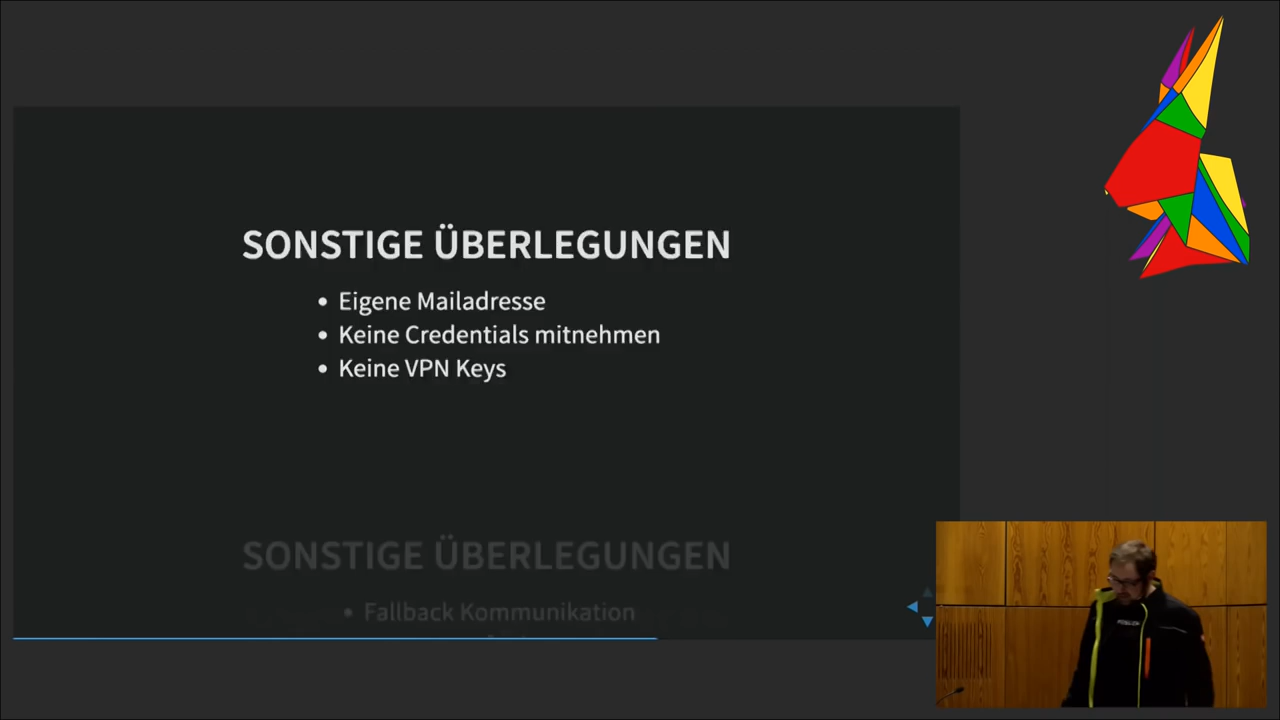 SONSTIGE ÜBERLEGUNGEN
• Eigene Mailadresse
• Keine Credentials mitnehmen
• Keine VPN Keys
SONSTIGE ÜBERLEGUNGEN
• Fallback Kommunikation